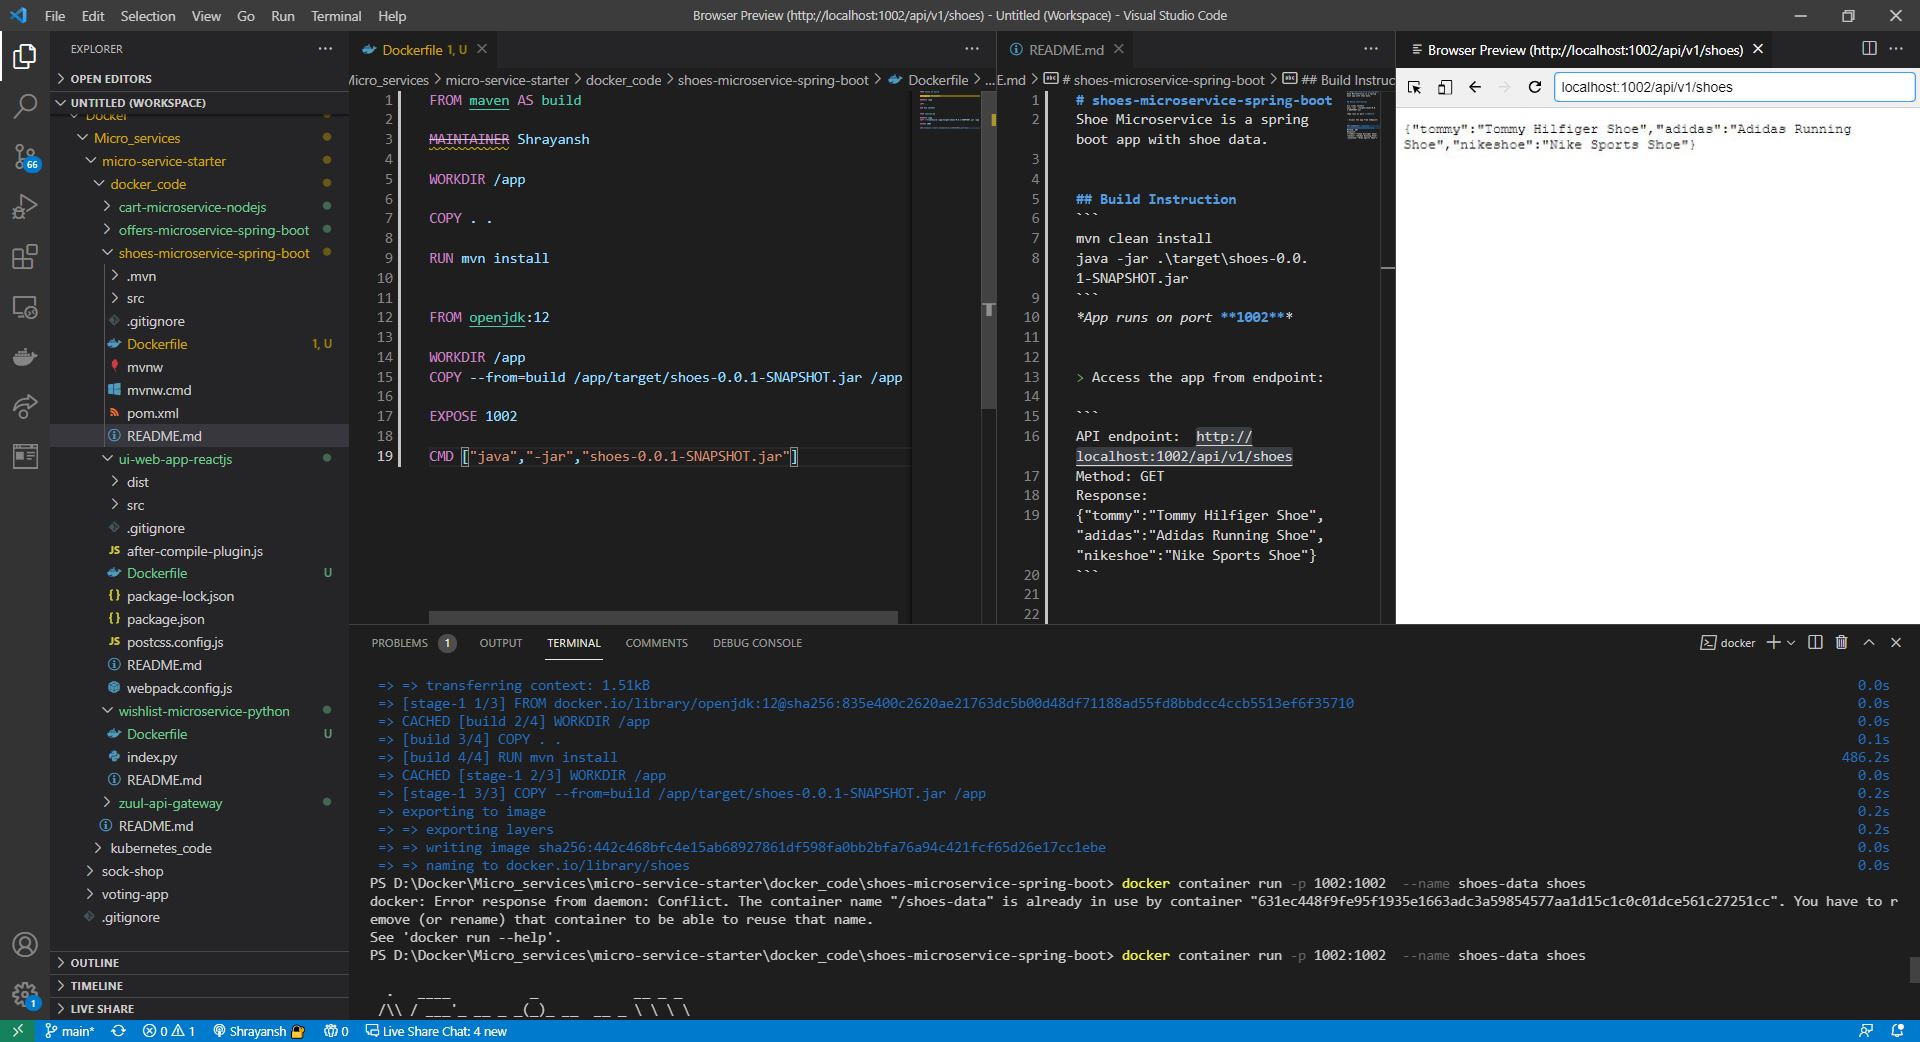 File Edit Selection View Go Run Terminal Help
Browser Preview (http://localhost:1002/api/v1/shoes) - Untitled (Workspace) - Visual Studio Code
EXPLORER
OPEN EDITORS
UNTITLED (WORKSPACE)
Docker
Micro_services
micro-service-starter
docker_code
cart-microservice-nodejs
offers-microservice-spring-boot
shoes-microservice-spring-boot
.mvn
src
.gitignore
Dockerfile 1, U
mvnw
mvnw.cmd
pom.xml
README.md
ui-web-app-reactjs
dist
src
.gitignore
JS after-compile-plugin.js
Dockerfile U
{} package-lock.json
{} package.json
JS postcss.config.js
README.md
webpack.config.js
wishlist-microservice-python
Dockerfile U
index.py
README.md
zuul-api-gateway
README.md
kubernetes_code
sock-shop
voting-app
.gitignore
OUTLINE
TIMELINE
LIVE SHARE
66
1
Dockerfile 1, U
Micro_services > micro-service-starter > docker_code > shoes-microservice-spring-boot > Dockerfile > ...
1 FROM maven AS build
2
3 MAINTAINER Shrayansh
4
5 WORKDIR /app
6
7 COPY . .
8
9 RUN mvn install
10
11
12 FROM openjdk:12
13
14 WORKDIR /app
15 COPY --from=build /app/target/shoes-0.0.1-SNAPSHOT.jar /app
16
17 EXPOSE 1002
18
19 CMD ["java","-jar","shoes-0.0.1-SNAPSHOT.jar"]
README.md
E.md > # shoes-microservice-spring-boot > ## Build Instruc
1 # shoes-microservice-spring-boot
2 Shoe Microservice is a spring
boot app with shoe data.
3
4
5 ## Build Instruction
6 ```
7 mvn clean install
8 java -jar .\target\shoes-0.0.
1-SNAPSHOT.jar
9 ```
10 *App runs on port **1002***
11
12
13 > Access the app from endpoint:
14
15 ```
16 API endpoint:  http://
localhost:1002/api/v1/shoes
17 Method: GET
18 Response:
19 {"tommy":"Tommy Hilfiger Shoe",
"adidas":"Adidas Running Shoe",
"nikeshoe":"Nike Sports Shoe"}
20 ```
21
22
Browser Preview (http://localhost:1002/api/v1/shoes)
localhost:1002/api/v1/shoes
{"tommy":"Tommy Hilfiger Shoe","adidas":"Adidas Running
Shoe","nikeshoe":"Nike Sports Shoe"}
PROBLEMS 1 OUTPUT TERMINAL COMMENTS DEBUG CONSOLE
docker
=> => transferring context: 1.51kB 0.0s
=> [stage-1 1/3] FROM docker.io/library/openjdk:12@sha256:835e400c2620ae21763dc5b00d48df71188ad55fd8bbdcc4ccb5513ef6f35710 0.0s
=> CACHED [build 2/4] WORKDIR /app 0.0s
=> [build 3/4] COPY . . 0.1s
=> [build 4/4] RUN mvn install 486.2s
=> CACHED [stage-1 2/3] WORKDIR /app 0.0s
=> [stage-1 3/3] COPY --from=build /app/target/shoes-0.0.1-SNAPSHOT.jar /app 0.2s
=> exporting to image 0.2s
=> => exporting layers 0.2s
=> => writing image sha256:442c468bfc4e15ab68927861df598fa0bb2bfa76a94c421fcf65d26e17cc1ebe 0.0s
=> => naming to docker.io/library/shoes 0.0s
PS D:\Docker\Micro_services\micro-service-starter\docker_code\shoes-microservice-spring-boot> docker container run -p 1002:1002  --name shoes-data shoes
docker: Error response from daemon: Conflict. The container name "/shoes-data" is already in use by container "631ec448f9fe95f1935e1663adc3a59854577aa1d15c1c0c01dce561c27251cc". You have to r
emove (or rename) that container to be able to reuse that name.
See 'docker run --help'.
PS D:\Docker\Micro_services\micro-service-starter\docker_code\shoes-microservice-spring-boot> docker container run -p 1002:1002  --name shoes-data shoes
main* 0 1 Shrayansh 0 Live Share Chat: 4 new